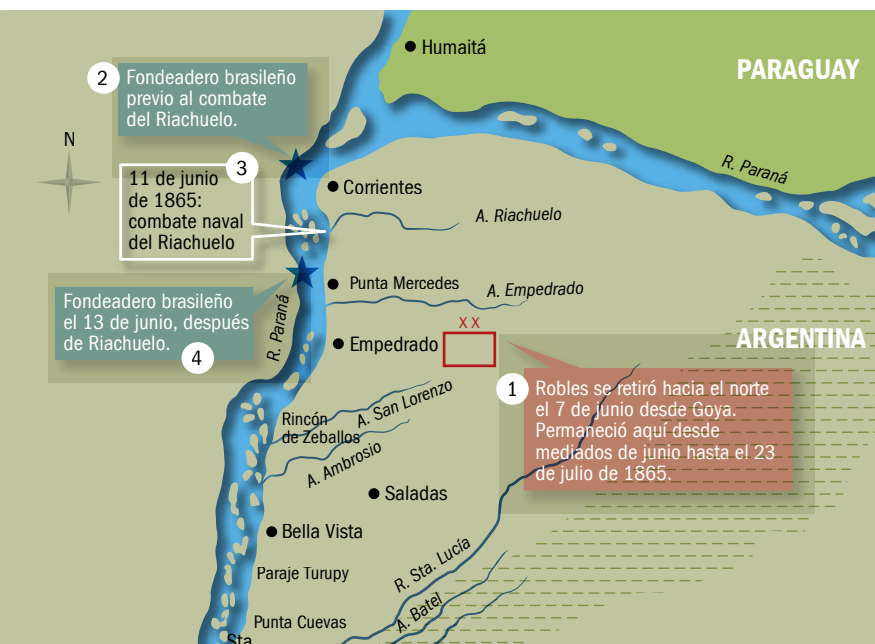 Humaitá
PARAGUAY
2
Fondeadero brasileño
previo al combate
del Riachuelo.
N
3
11 de junio
de 1865:
combate naval
del Riachuelo
R. Paraná
Corrientes
A. Riachuelo
Punta Mercedes
A. Empedrado
Fondeadero brasileño
el 13 de junio, después
de Riachuelo.
4
R. Paraná
X X
Empedrado
ARGENTINA
1
Robles se retiró hacia el norte
el 7 de junio desde Goya.
Permaneció aquí desde
mediados de junio hasta el 23
de julio de 1865.
A. San Lorenzo
Rincón
de Zeballos
A. Ambrosio
Saladas
Bella Vista
R. Sta. Lucía
Paraje Turupy
A. Batel
Punta Cuevas
Sta.